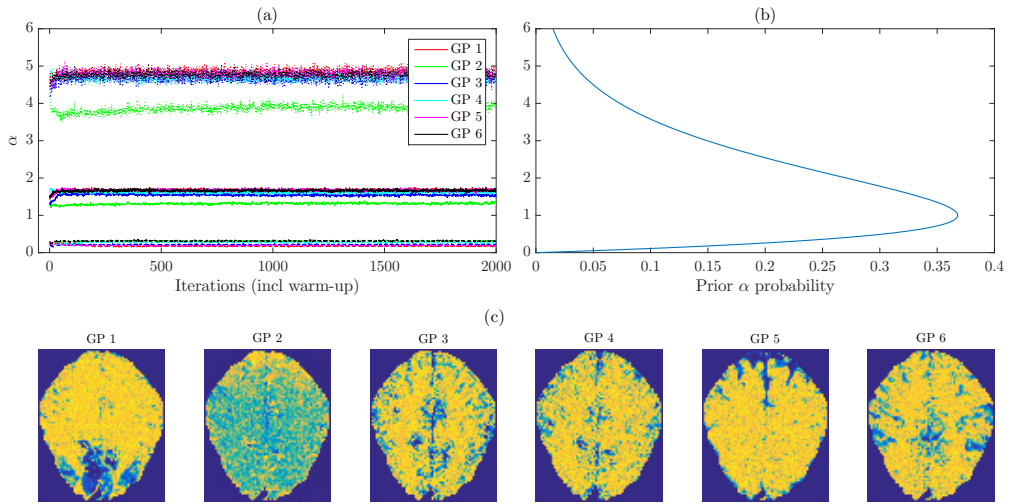 (a)
6
5
4
3
2
1
0
α
0 500 1000 1500 2000
Iterations (incl warm-up)
GP 1
GP 2
GP 3
GP 4
GP 5
GP 6
(b)
6
5
4
3
2
1
0
0 0.05 0.1 0.15 0.2 0.25 0.3 0.35 0.4
Prior α probability
(c)
GP 1 GP 2 GP 3 GP 4 GP 5 GP 6